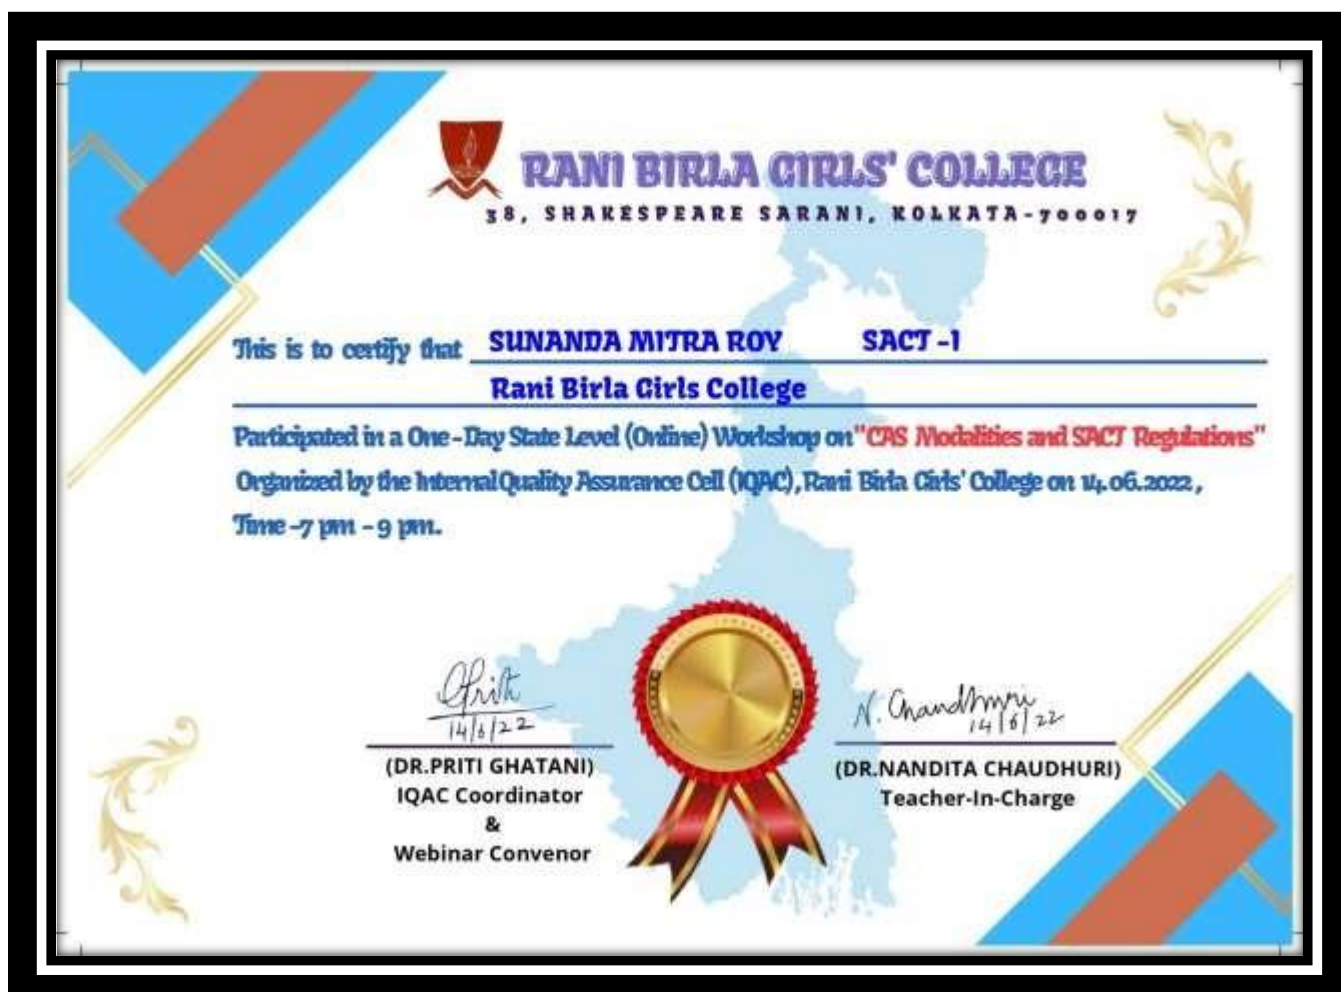 RANI BIRLA GIRLS' COLLEGE
38, SHAKESPEARE SARANI, KOLKATA-700017
This is to certify that SUNANDA MITRA ROY SACT -1
Rani Birla Girls College
Participated in a One-Day State Level (Online) Workshop on "CAS Modalities and SACT Regulations"
Organized by the Internal Quality Assurance Cell (IQAC), Rani Birla Girls' College on 14.06.2022,
Time -7 pm - 9 pm.
14/6/22
N. Chaudhuri
14/6/22
(DR.PRITI GHATANI)
IQAC Coordinator
&
Webinar Convenor
(DR.NANDITA CHAUDHURI)
Teacher-In-Charge